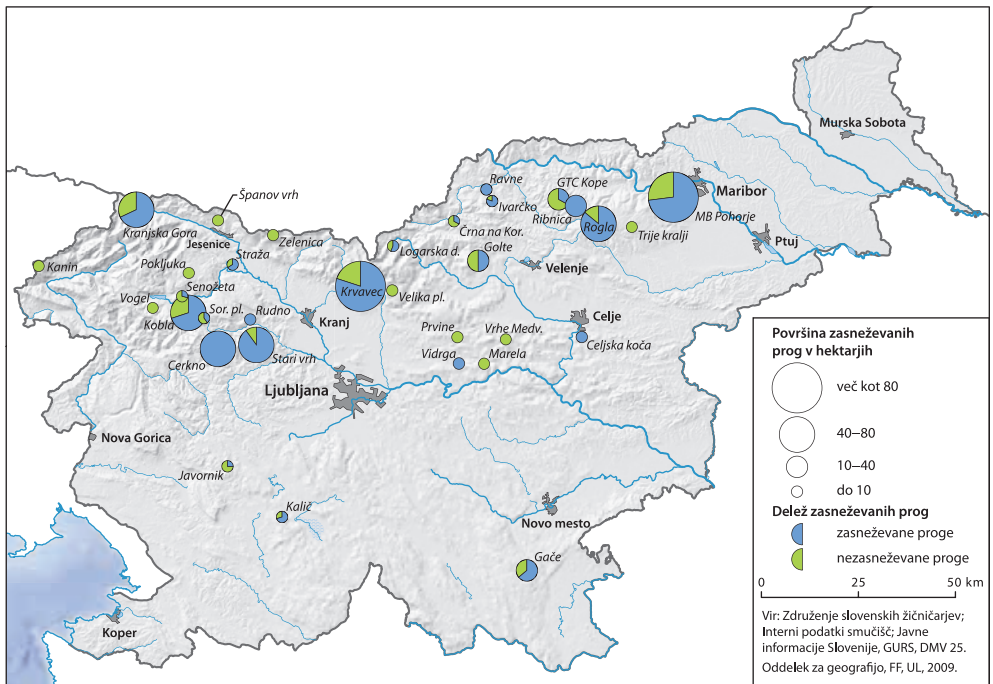 Murska Sobota
Ravne
GTC Kope
Španov vrh
Ivarčko
Maribor
Ribnica
MB Pohorje
Kranjska Gora
Črna na Kor.
Rogla
Jesenice
Zelenica
Trije kralji
Ptuj
Straža
Logarska d.
Golte
Kanin
Pokljuka
Velenje
Senožeta
Krvavec
Velika pl.
Vogel
Sor. pl.
Rudno
Kobla
Kranj
Celje
Prvine
Vrhe Medv.
Celjska koča
Cerkno
Stari vrh
Vidrga
Marela
Ljubljana
Nova Gorica
Javornik
Kalič
Novo mesto
Gače
Koper
Površina zasneževanih
prog v hektarjih
več kot 80
40–80
10–40
do 10
Delež zasneževanih prog
zasneževane proge
nezasneževane proge
0 25 50 km
Vir: Združenje slovenskih žičničarjev;
Interni podatki smučišč; Javne
informacije Slovenije, GURS, DMV 25.
Oddelek za geografijo, FF, UL, 2009.